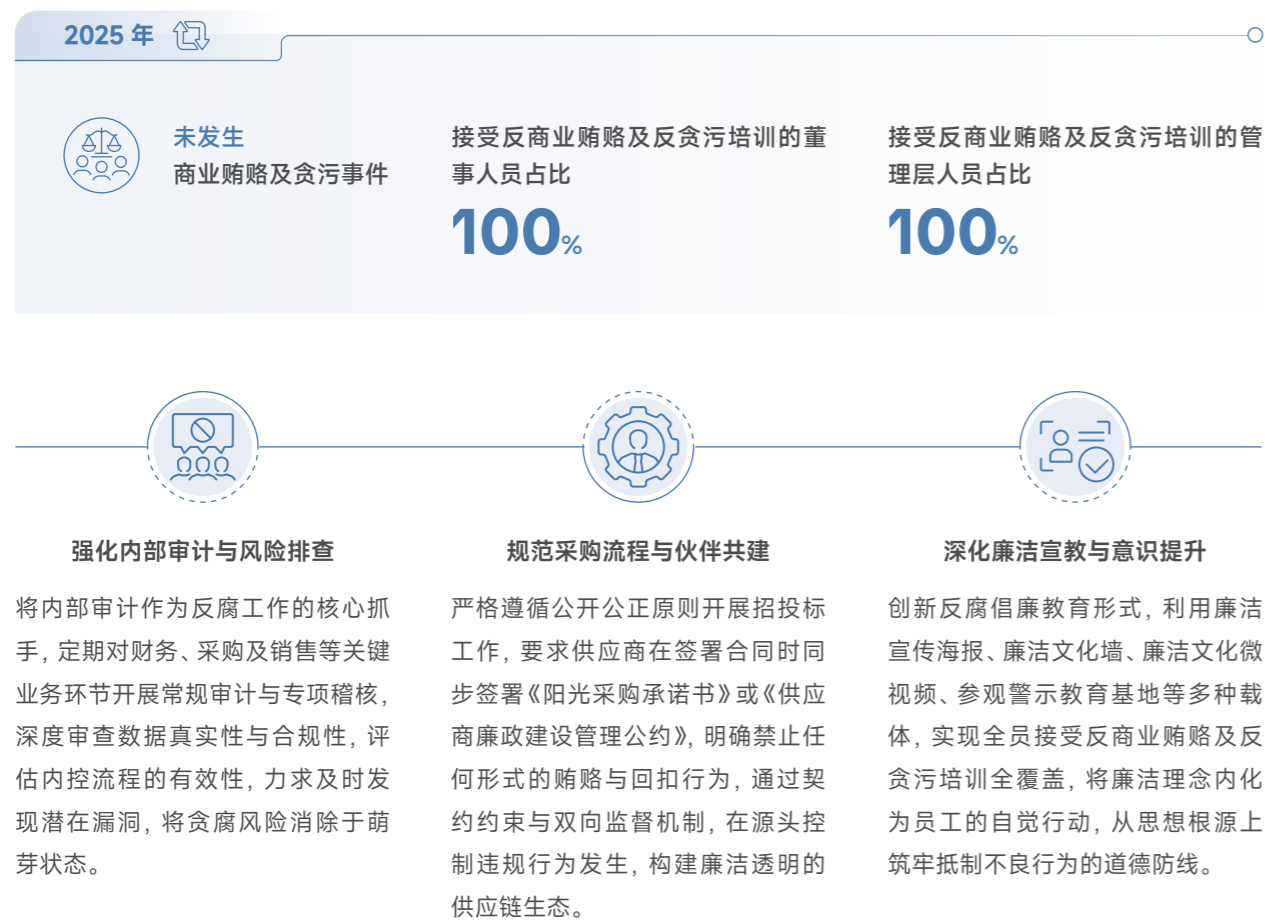 2025 年
未发生
商业贿赂及贪污事件
接受反商业贿赂及反贪污培训的董
事人员占比
100%
接受反商业贿赂及反贪污培训的管
理层人员占比
100%
强化内部审计与风险排查
将内部审计作为反腐工作的核心抓
手，定期对财务、采购及销售等关键
业务环节开展常规审计与专项稽核，
深度审查数据真实性与合规性，评
估内控流程的有效性，力求及时发
现潜在漏洞，将贪腐风险消除于萌
芽状态。
规范采购流程与伙伴共建
严格遵循公开公正原则开展招投标
工作，要求供应商在签署合同时同
步签署《阳光采购承诺书》或《供应
商廉政建设管理公约》，明确禁止任
何形式的贿赂与回扣行为，通过契
约约束与双向监督机制，在源头控
制违规行为发生，构建廉洁透明的
供应链生态。
深化廉洁宣教与意识提升
创新反腐倡廉教育形式，利用廉洁
宣传海报、廉洁文化墙、廉洁文化微
视频、参观警示教育基地等多种载
体，实现全员接受反商业贿赂及反
贪污培训全覆盖，将廉洁理念内化
为员工的自觉行动，从思想根源上
筑牢抵制不良行为的道德防线。